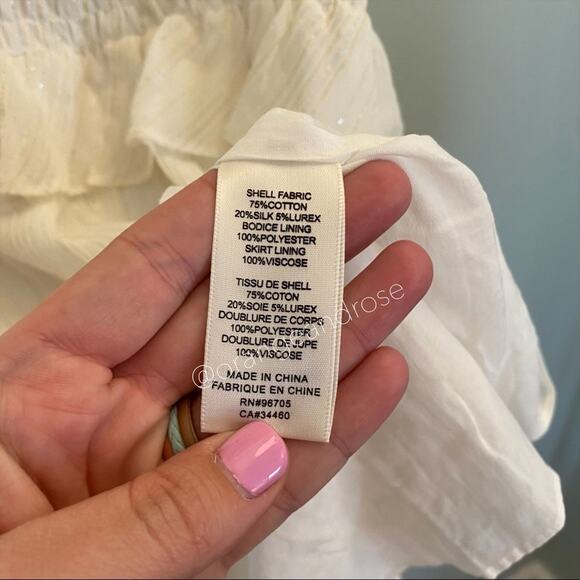 SHELL FABRIC
75%COTTON
20%SILK 5%LUREX
BODICE LINING
100%POLYESTER
SKIRT LINING
100%VISCOSE
TISSU DE SHELL
75%COTON
20%SOIE 5%LUREX
DOUBLURE DE CORPS
100%POLYESTER
DOUBLURE DE JUPE
100%VISCOSE
MADE IN CHINA
FABRIQUE EN CHINE
RN#96705
CA#34460